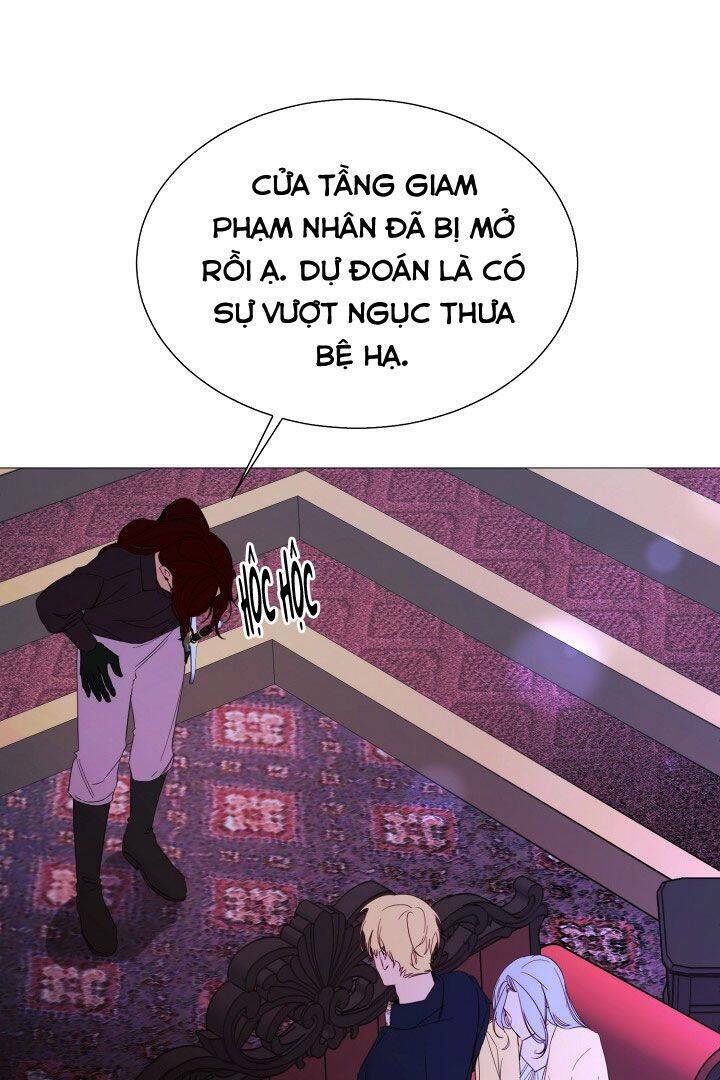 CỬA TẦNG GIAM
PHẠM NHÂN ĐÃ BỊ MỞ
RỒI Ạ. DỰ ĐOÁN LÀ CÓ
SỰ VƯỢT NGỤC THƯA
BỆ HẠ.
HỘC HỘC